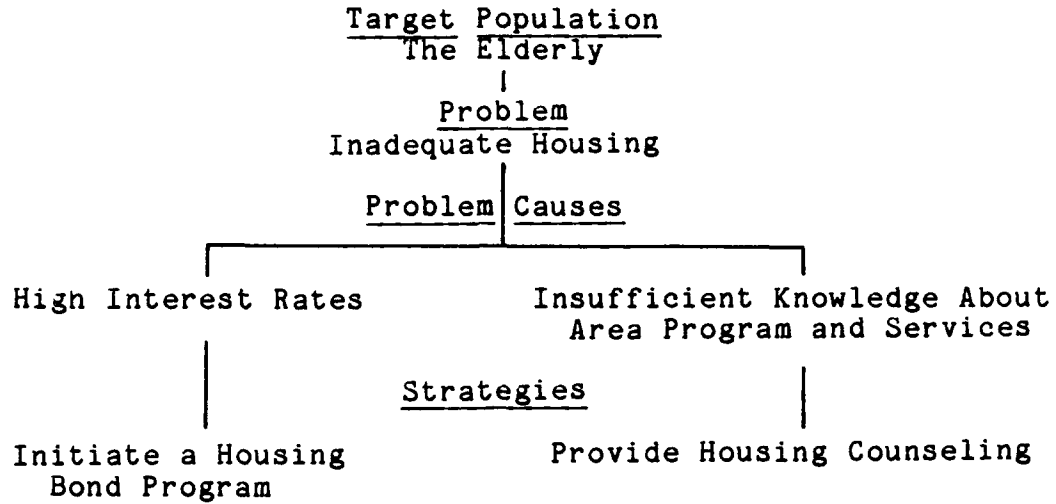 Target Population
The Elderly
Problem
Inadequate Housing
Problem Causes
High Interest Rates
Insufficient Knowledge About
Area Program and Services
Strategies
Initiate a Housing
Bond Program
Provide Housing Counseling